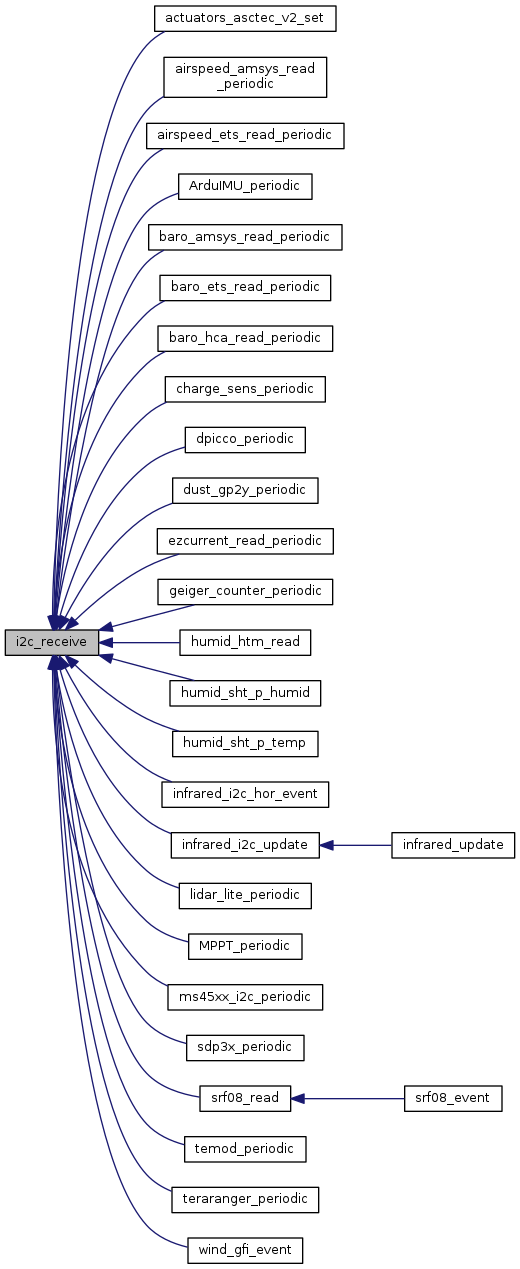 actuators_asctec_v2_set
airspeed_amsys_read
_periodic
airspeed_ets_read_periodic
ArduIMU_periodic
baro_amsys_read_periodic
baro_ets_read_periodic
baro_hca_read_periodic
charge_sens_periodic
dpicco_periodic
dust_gp2y_periodic
ezcurrent_read_periodic
geiger_counter_periodic
i2c_receive
humid_htm_read
humid_sht_p_humid
humid_sht_p_temp
infrared_i2c_hor_event
infrared_i2c_update
infrared_update
lidar_lite_periodic
MPPT_periodic
ms45xx_i2c_periodic
sdp3x_periodic
srf08_read
srf08_event
temod_periodic
teraranger_periodic
wind_gfi_event